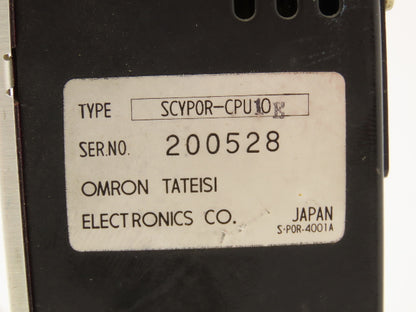 TYPE SCYPOR-CPU10E
SER.NO. 200528
OMRON TATEISI
ELECTRONICS CO. JAPAN
S-POR-4001A